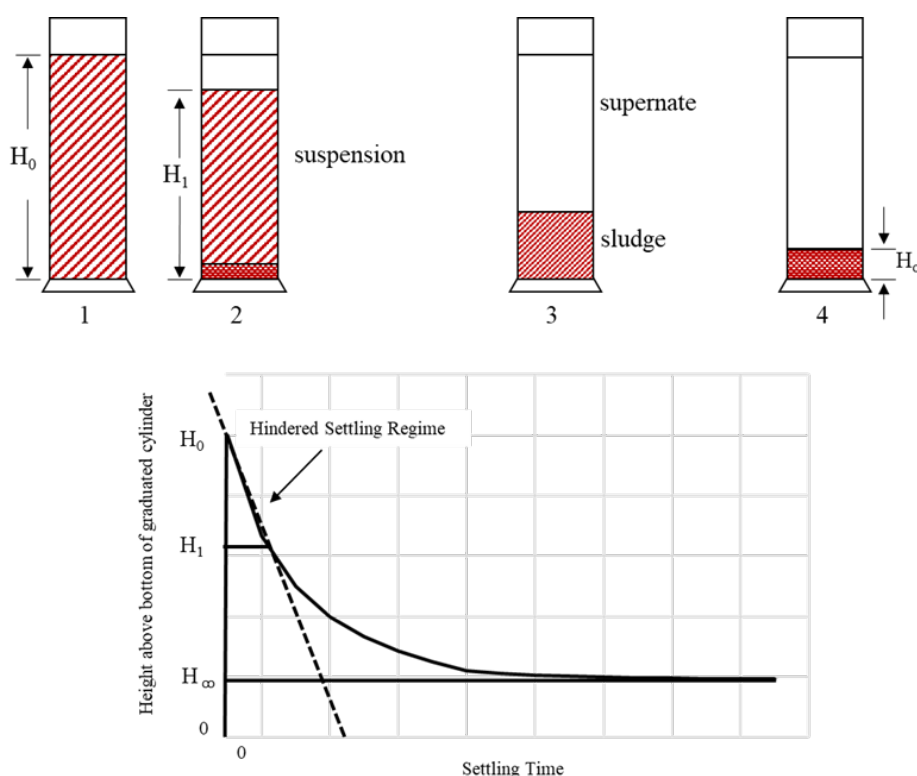 H₀
H₁
suspension
supernate
sludge
1
2
3
4
Height above bottom of graduated cylinder
H₀
Hindered Settling Regime
H₁
H∞
0
0
Settling Time